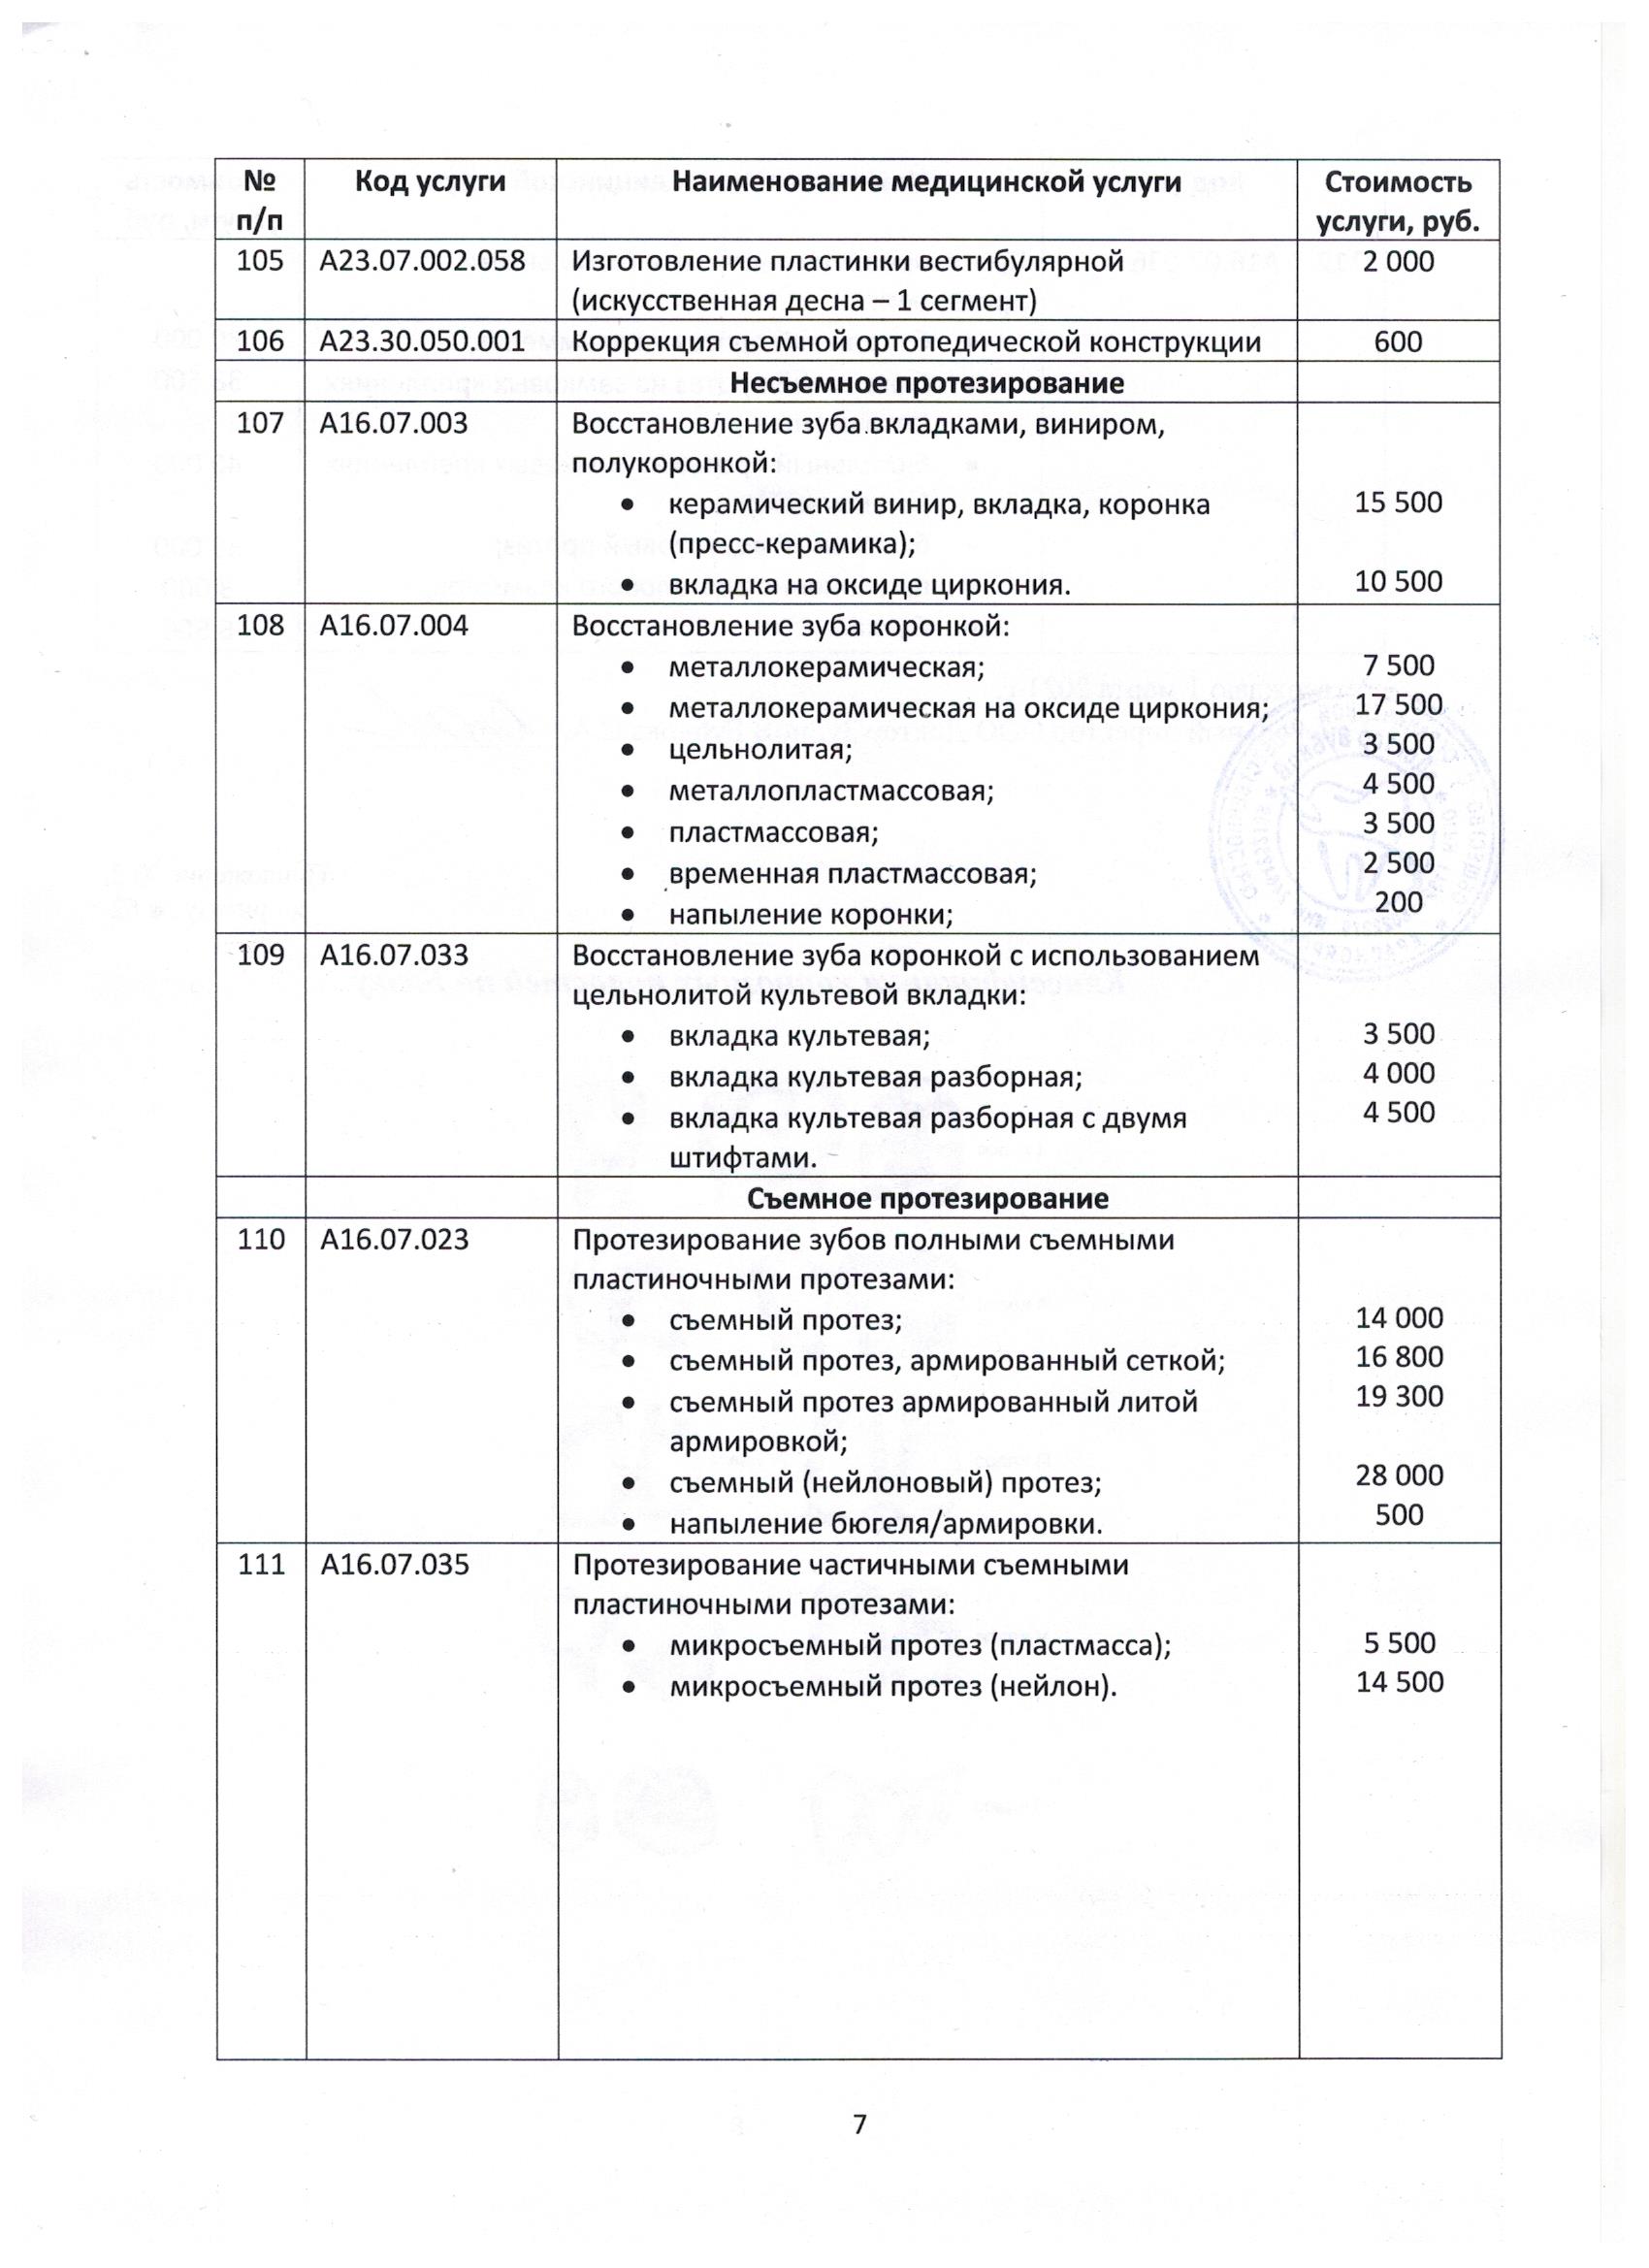 № п/п Код услуги Наименование медицинской услуги Стоимость услуги, руб.
105 А23.07.002.058 Изготовление пластинки вестибулярной 2 000
(искусственная десна – 1 сегмент)
106 А23.30.050.001 Коррекция съемной ортопедической конструкции 600
Несъемное протезирование
107 А16.07.003 Восстановление зуба вкладками, виниром,
полукоронкой:
• керамический винир, вкладка, коронка 15 500
(пресс-керамика);
• вкладка на оксиде циркония. 10 500
108 А16.07.004 Восстановление зуба коронкой:
• металлокерамическая; 7 500
• металлокерамическая на оксиде циркония; 17 500
• цельнолитая; 3 500
• металлопластмассовая; 4 500
• пластмассовая; 3 500
• временная пластмассовая; 2 500
• напыление коронки; 200
109 А16.07.033 Восстановление зуба коронкой с использованием
цельнолитой культевой вкладки:
• вкладка культевая; 3 500
• вкладка культевая разборная; 4 000
• вкладка культевая разборная с двумя 4 500
штифтами.
Съемное протезирование
110 А16.07.023 Протезирование зубов полными съемными
пластиночными протезами:
• съемный протез; 14 000
• съемный протез, армированный сеткой; 16 800
• съемный протез армированный литой 19 300
армировкой;
• съемный (нейлоновый) протез; 28 000
• напыление бюгеля/армировки. 500
111 А16.07.035 Протезирование частичными съемными
пластиночными протезами:
• микросъемный протез (пластмасса); 5 500
• микросъемный протез (нейлон). 14 500
7